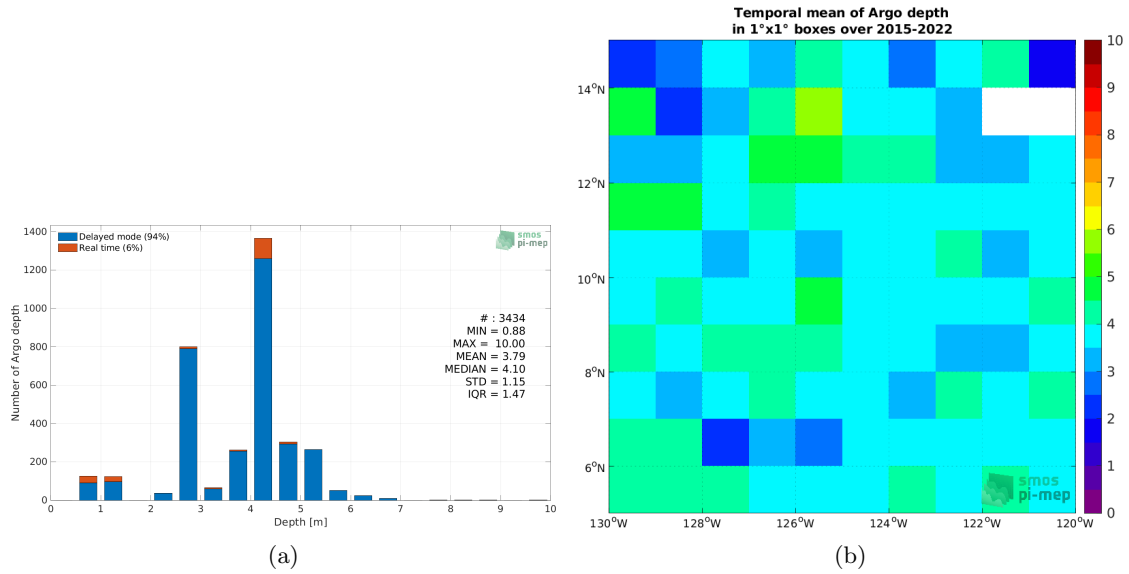 Delayed mode (94%)
Real time (6%)
smos
pi-mep
1400
1200
1000
800
600
400
200
0
Number of Argo depth
# : 3434
MIN = 0.88
MAX = 10.00
MEAN = 3.79
MEDIAN = 4.10
STD = 1.15
IQR = 1.47
0 1 2 3 4 5 6 7 8 9 10
Depth [m]
(a)
Temporal mean of Argo depth
in 1°x1° boxes over 2015-2022
14°N
12°N
10°N
8°N
6°N
130°W 128°W 126°W 124°W 122°W 120°W
smos
pi-mep
10
9
8
7
6
5
4
3
2
1
0
(b)